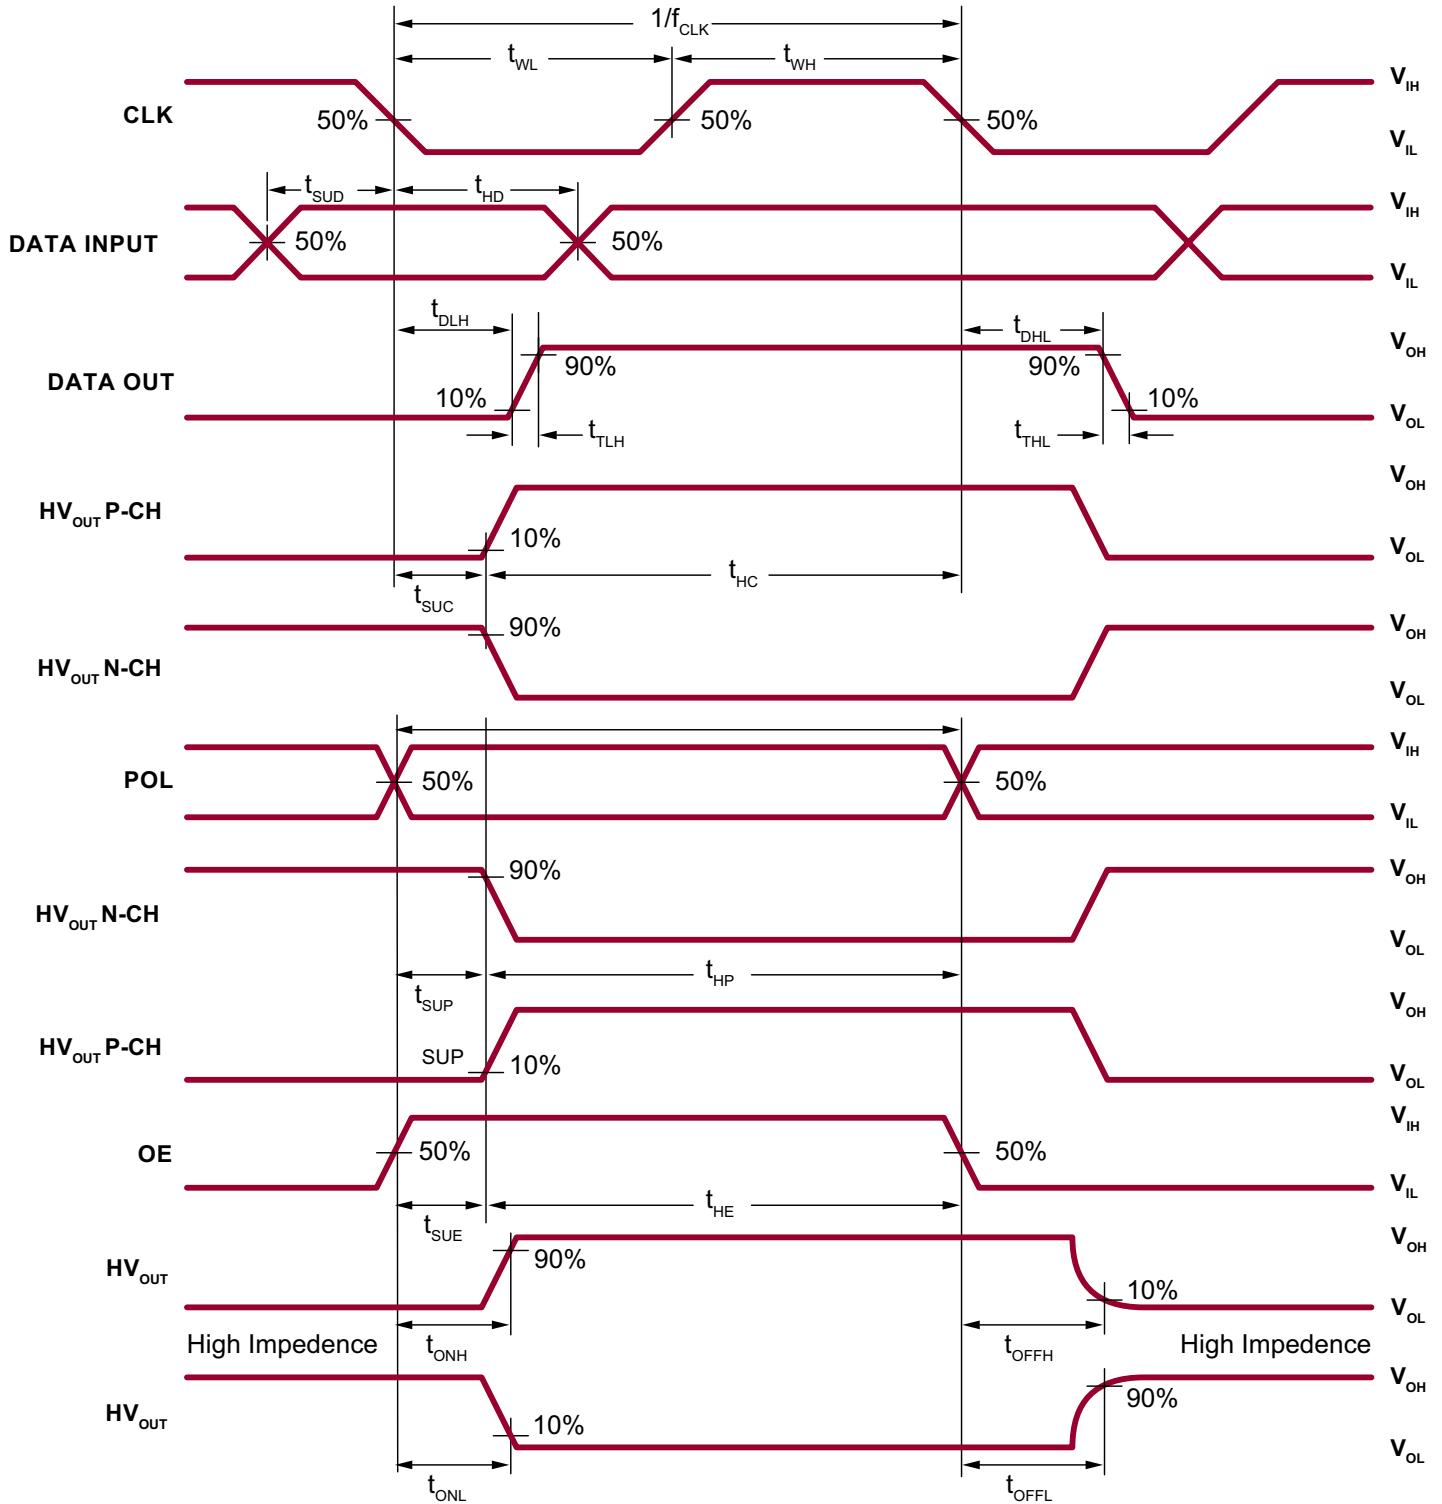 1/fCLK
tWL tWH
CLK 50% 50% 50% VIH
VIL
tSUD tHD
DATA INPUT 50% 50% VIH
VIL
tDLH tDHL
DATA OUT 10% 90% 90% 10% VOH
VOL
tTLH tTHL
HVOUT P-CH 10% VOH
VOL
tSUC tHC
HVOUT N-CH 90% VOH
VOL
POL 50% 50% VIH
VIL
HVOUT N-CH 90% VOH
VOL
tSUP tHP
HVOUT P-CH SUP 10% VOH
VOL
OE 50% 50% VIH
VIL
tSUE tHE
HVOUT 90% 10% VOH
VOL
High Impedence tONH tOFFH High Impedence
HVOUT 10% 90% VOH
VOL
tONL tOFFL